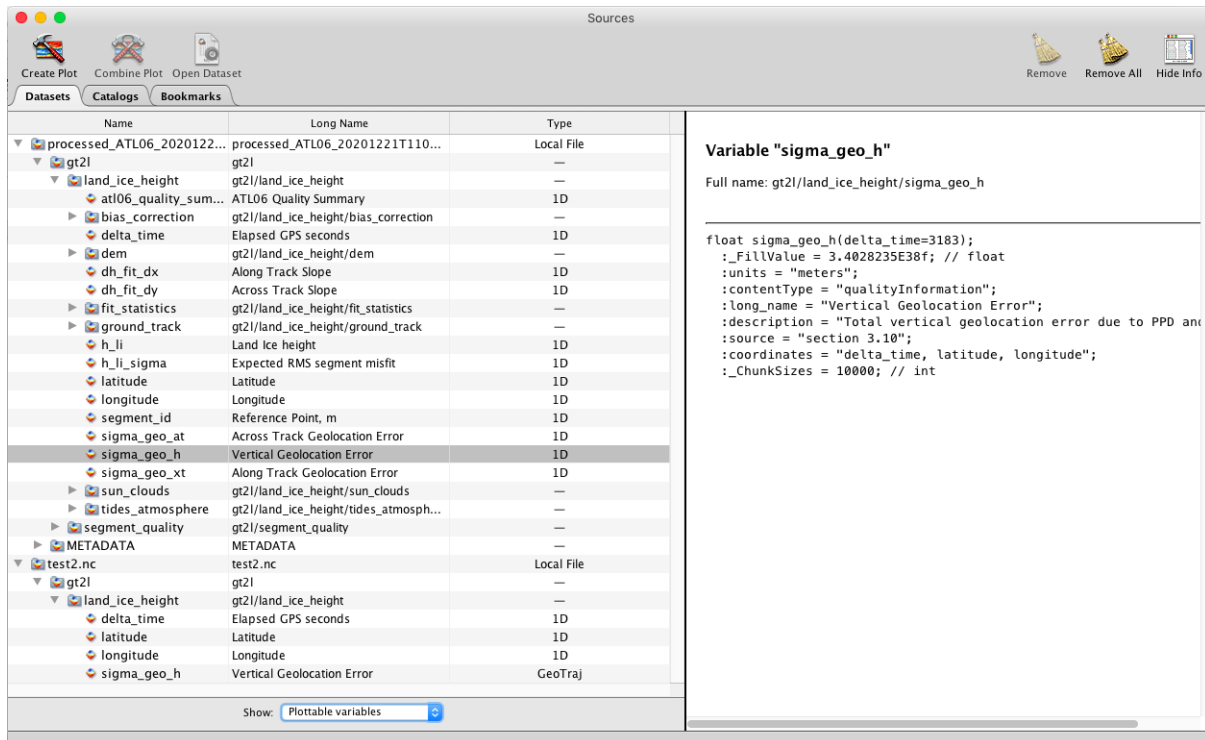 Sources
Create Plot Combine Plot Open Dataset Remove Remove All Hide Info
Datasets Catalogs Bookmarks
Name Long Name Type
processed_ATL06_2020122... processed_ATL06_20201221T110... Local File
gt2l gt2l —
land_ice_height gt2l/land_ice_height —
atl06_quality_sum... ATL06 Quality Summary 1D
bias_correction gt2l/land_ice_height/bias_correction —
delta_time Elapsed GPS seconds 1D
dem gt2l/land_ice_height/dem —
dh_fit_dx Along Track Slope 1D
dh_fit_dy Across Track Slope 1D
fit_statistics gt2l/land_ice_height/fit_statistics —
ground_track gt2l/land_ice_height/ground_track —
h_li Land Ice height 1D
h_li_sigma Expected RMS segment misfit 1D
latitude Latitude 1D
longitude Longitude 1D
segment_id Reference Point, m 1D
sigma_geo_at Across Track Geolocation Error 1D
sigma_geo_h Vertical Geolocation Error 1D
sigma_geo_xt Along Track Geolocation Error 1D
sun_clouds gt2l/land_ice_height/sun_clouds —
tides_atmosphere gt2l/land_ice_height/tides_atmosph... —
segment_quality gt2l/segment_quality —
METADATA METADATA —
test2.nc test2.nc Local File
gt2l gt2l —
land_ice_height gt2l/land_ice_height —
delta_time Elapsed GPS seconds 1D
latitude Latitude 1D
longitude Longitude 1D
sigma_geo_h Vertical Geolocation Error GeoTraj
Show: Plottable variables
Variable "sigma_geo_h"
Full name: gt2l/land_ice_height/sigma_geo_h
float sigma_geo_h(delta_time=3183);
:_FillValue = 3.4028235E38f; // float
:units = "meters";
:contentType = "qualityInformation";
:long_name = "Vertical Geolocation Error";
:description = "Total vertical geolocation error due to PPD and
:source = "section 3.10";
:coordinates = "delta_time, latitude, longitude";
:_ChunkSizes = 10000; // int